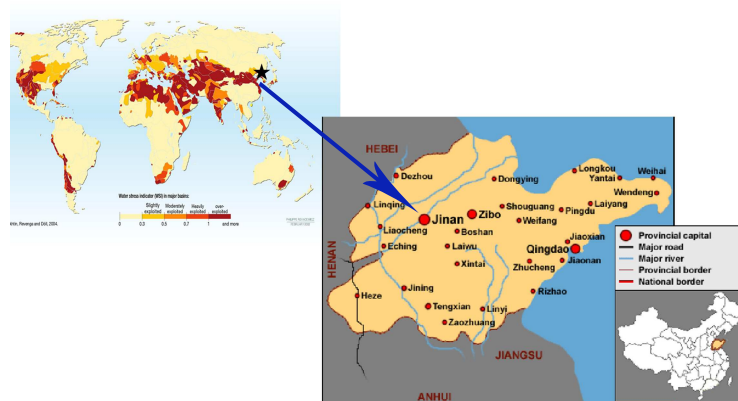 Water stress indicator (WSI) in major basins
Slightly exploited
Moderately exploited
Heavily exploited
over- exploited
0
0.3
0.5
0.7
1
and more
HEBEI
Dezhou
Linqing
Liaocheng
Eching
HENAN
Heze
Jining
Jinan
Zibo
Boshan
Laiwu
Xintai
Tengxian
Zaozhuang
Linyi
Dongying
Shouguang
Weifang
Longkou
Yantai
Weihai
Wendeng
Laiyang
Pingdu
Jiaoxian
Qingdao
Jiaonan
Zhucheng
Rizhao
JIANGSU
ANHUI
Provincial capital
Major road
Major river
Provincial border
National border